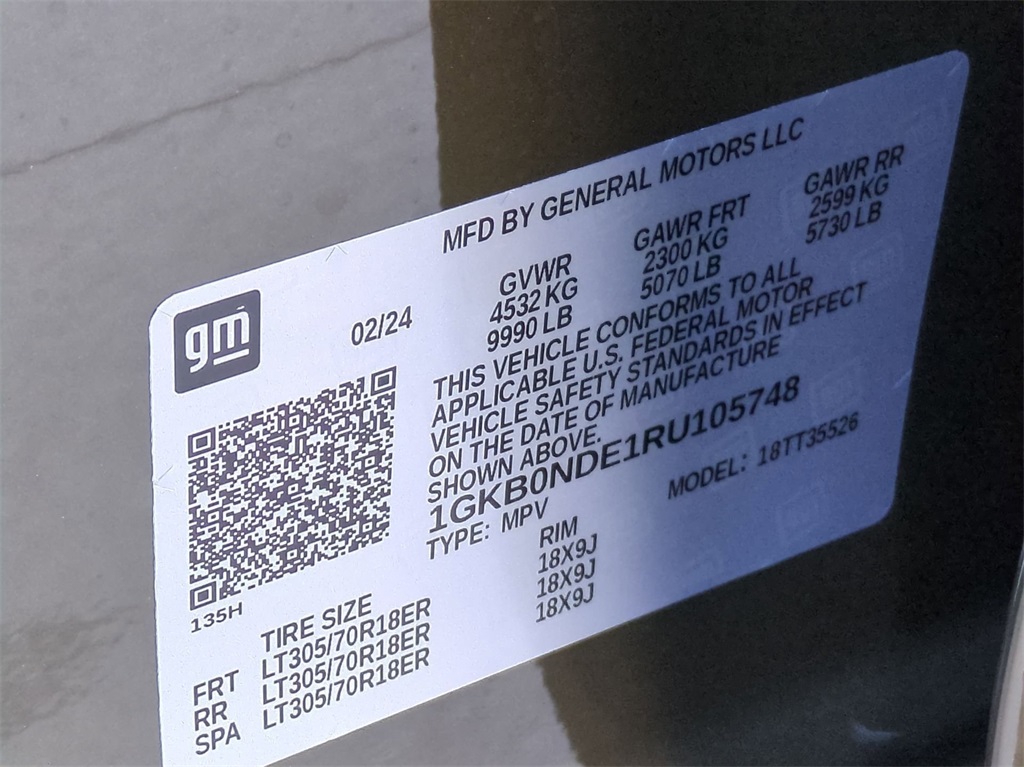 MFD BY GENERAL MOTORS LLC
gm
02/24
GVWR GAWR FRT GAWR RR
4532 KG 2300 KG 2599 KG
9990 LB 5070 LB 5730 LB
THIS VEHICLE CONFORMS TO ALL
APPLICABLE U.S. FEDERAL MOTOR
VEHICLE SAFETY STANDARDS IN EFFECT
ON THE DATE OF MANUFACTURE
SHOWN ABOVE.
1GKB0NDE1RU105748
TYPE: MPV MODEL: 18TT35526
135H
TIRE SIZE RIM
FRT LT305/70R18ER 18X9J
RR LT305/70R18ER 18X9J
SPA LT305/70R18ER 18X9J